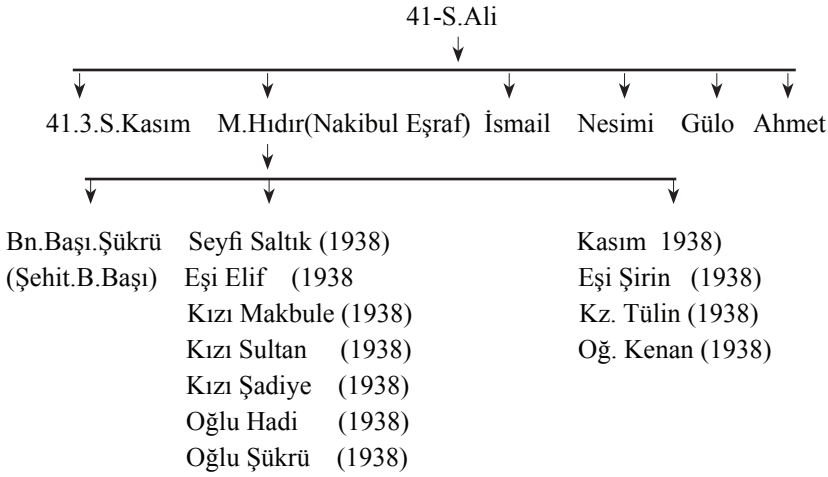 41-S.Ali
41.3.S.Kasım M.Hıdır(Nakibul Eşraf) İsmail Nesimi Gülo Ahmet
Bn.Başı.Şükrü Seyfi Saltık (1938) Kasım 1938)
(Şehit.B.Başı) Eşi Elif (1938 Eşi Şirin (1938)
Kızı Makbule (1938) Kz. Tülin (1938)
Kızı Sultan (1938) Oğ. Kenan (1938)
Kızı Şadiye (1938)
Oğlu Hadi (1938)
Oğlu Şükrü (1938)